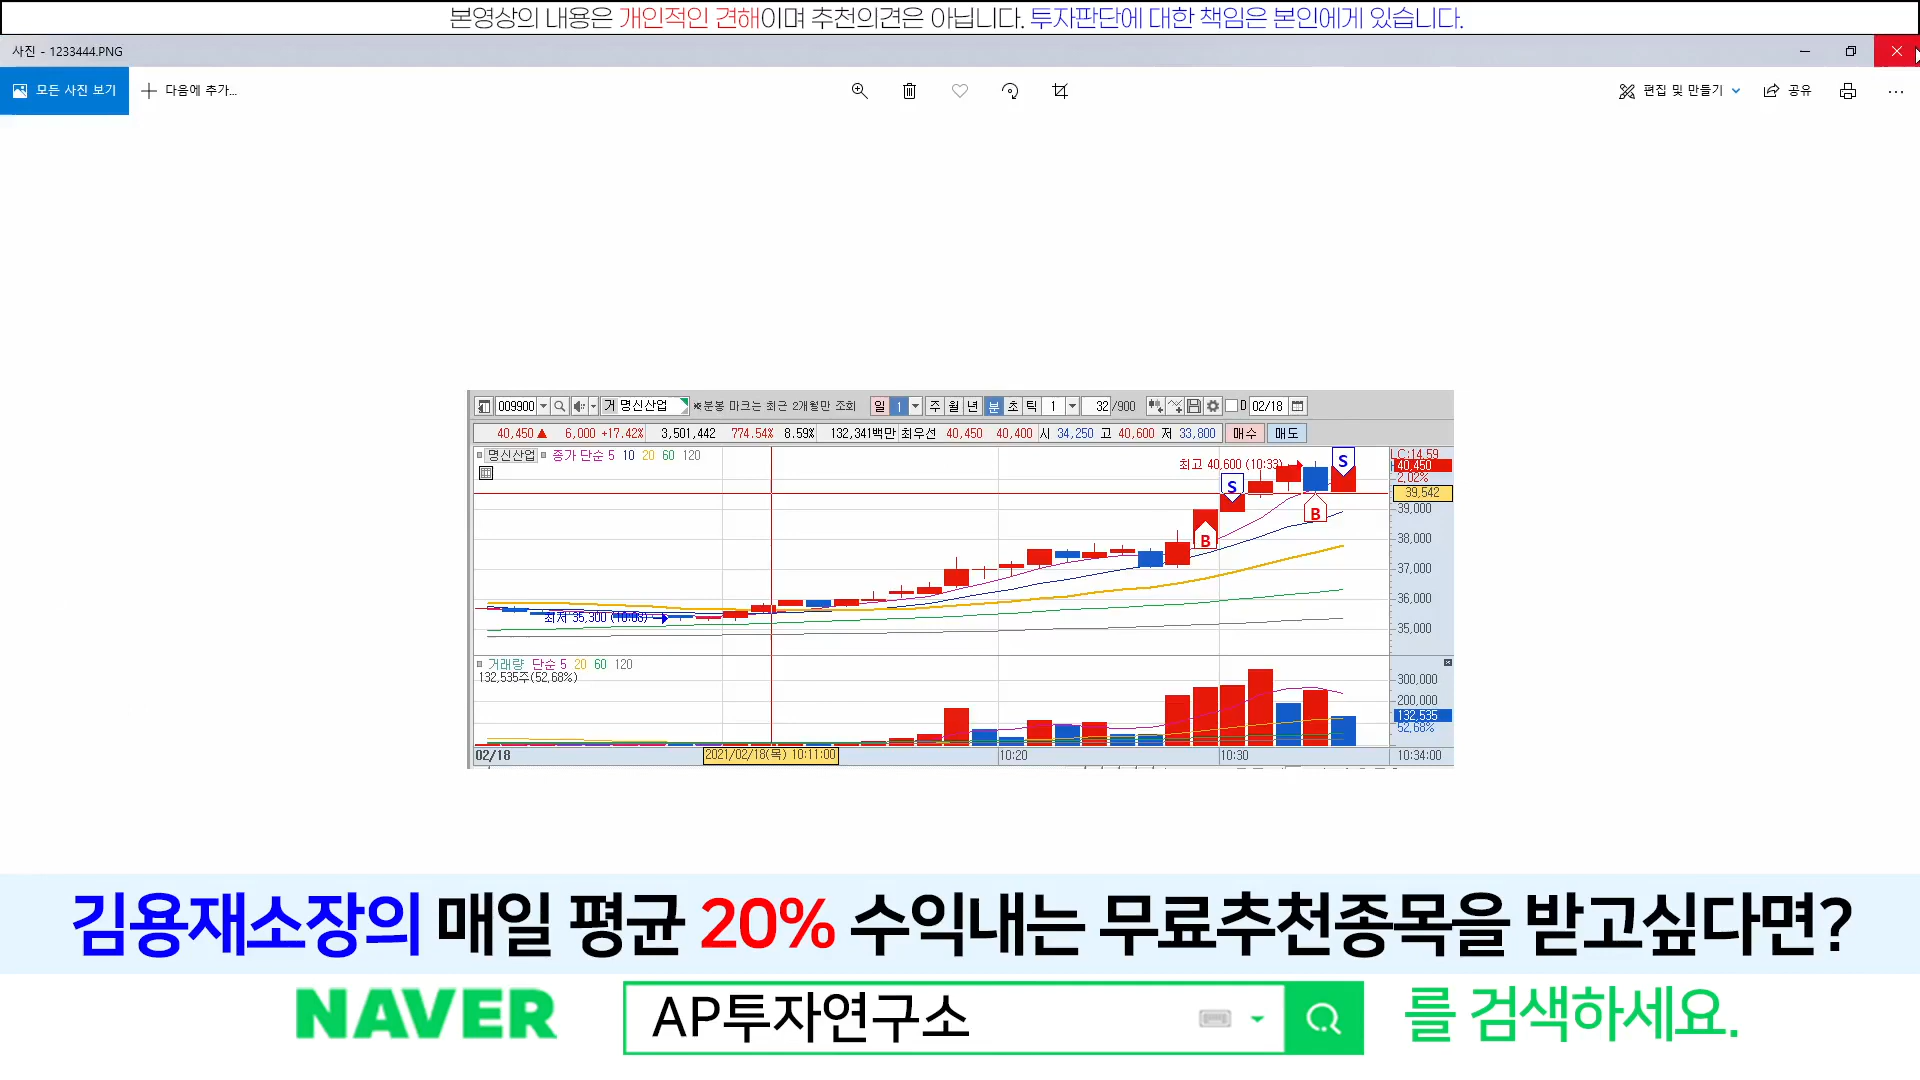 본영상의 내용은 개인적인 견해이며 추천의견은 아닙니다. 투자판단에 대한 책임은 본인에게 있습니다.
사진 - 1233444.PNG
모든 사진 보기 다음에 추가... 편집 및 만들기 공유
009900 거 명신산업 ※분봉 마크는 최근 2개월만 조회 일 1 주 월 년 분 초 틱 1 32/900 D 02/18
40,450 ▲ 6,000 +17.42% 3,501,442 774.54% 8.59% 132,341백만 최우선 40,450 40,400 시 34,250 고 40,600 저 33,800 매수 매도
명신산업 종가 단순 5 10 20 60 120
LC:14.59
최고 40,600 (10:33)
S
40,450
2.02%
S
39,542
B
39,000
B
38,000
37,000
36,000
최저 35,300 (10:08)
35,000
거래량 단순 5 20 60 120
132,535주(52.68%)
300,000
200,000
132,535
52.68%
02/18 2021/02/18(목) 10:11:00 10:20 10:30 10:34:00
김용재소장의 매일 평균 20% 수익내는 무료추천종목을 받고싶다면?
NAVER AP투자연구소 를 검색하세요.